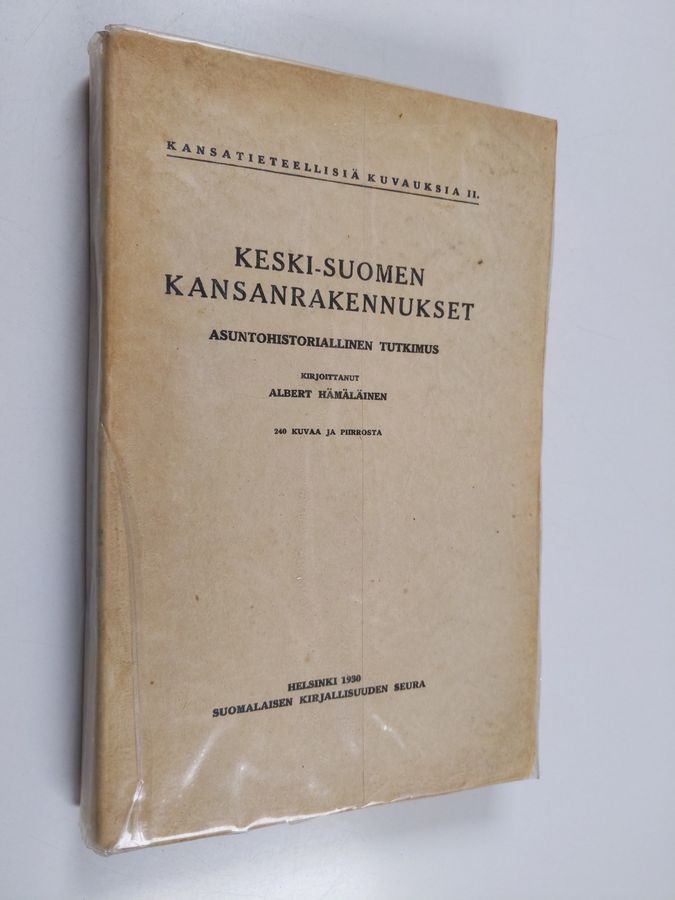 KANSATIETEELLISIÄ KUVAUKSIA II.
KESKI-SUOMEN
KANSANRAKENNUKSET
ASUNTOHISTORIALLINEN TUTKIMUS
KIRJOITTANUT
ALBERT HÄMÄLÄINEN
240 KUVAA JA PIIRROSTA
HELSINKI 1930
SUOMALAISEN KIRJALLISUUDEN SEURA